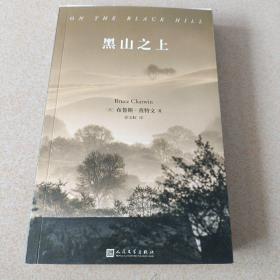 ON THE BLACK HILL
黑山之上
Bruce Chatwin
布鲁斯·查特文 著
译
人民文学出版社